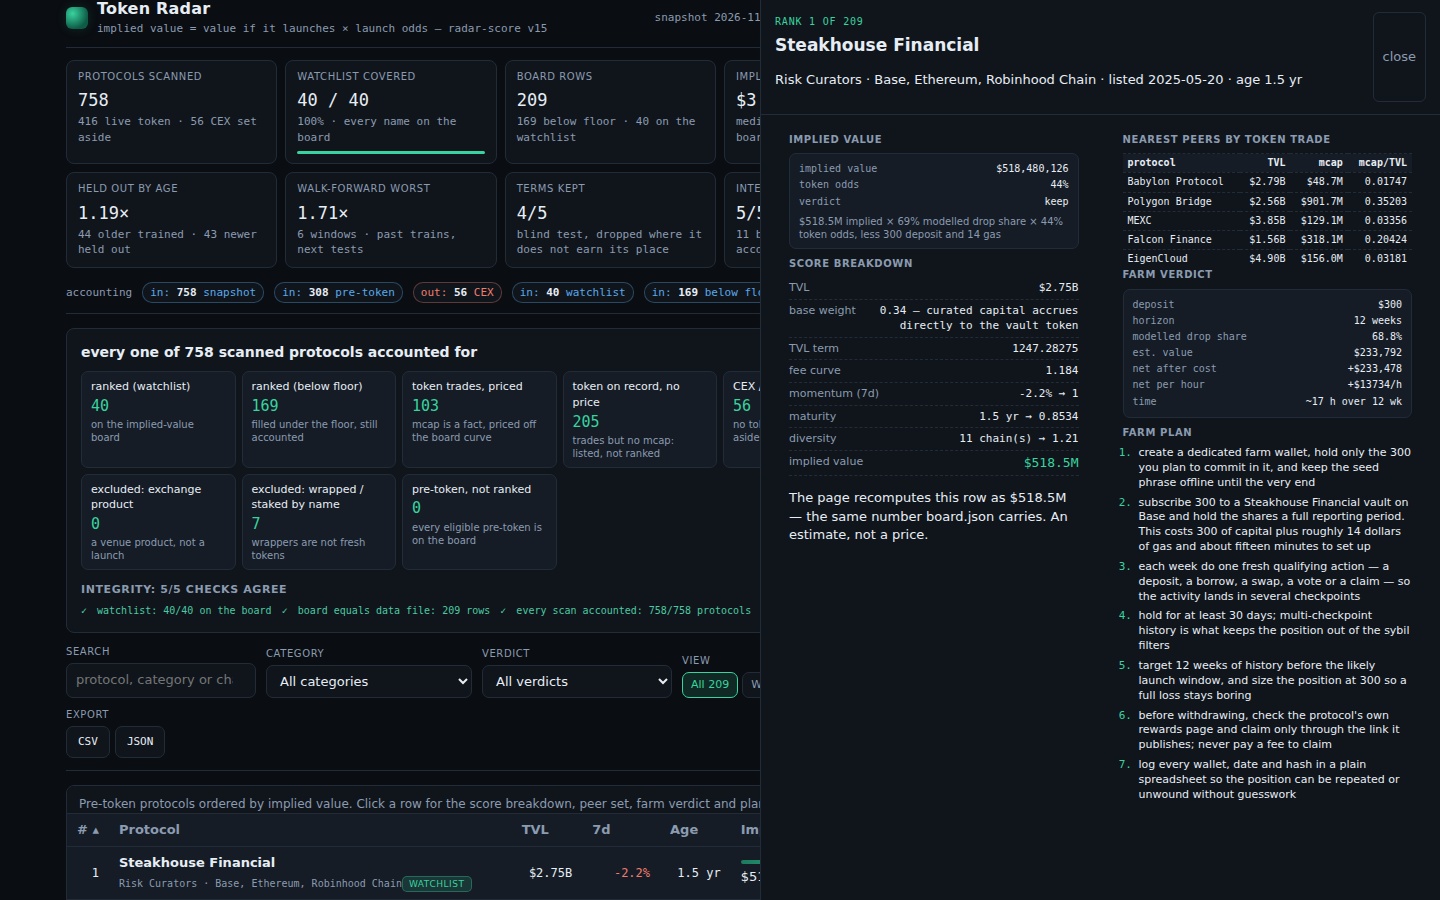 Token Radar
implied value = value if it launches × launch odds — radar-score v15
snapshot 2026-11
PROTOCOLS SCANNED
758
416 live token · 56 CEX set
aside
WATCHLIST COVERED
40 / 40
100% · every name on the
board
BOARD ROWS
209
169 below floor · 40 on the
watchlist
IMPL
$3
medi
boar
HELD OUT BY AGE
1.19×
44 older trained · 43 newer
held out
WALK-FORWARD WORST
1.71×
6 windows · past trains,
next tests
TERMS KEPT
4/5
blind test, dropped where it
does not earn its place
INTE
5/5
11 b
acco
accounting
in: 758 snapshot
in: 308 pre-token
out: 56 CEX
in: 40 watchlist
in: 169 below flo
every one of 758 scanned protocols accounted for
ranked (watchlist)
40
on the implied-value
board
ranked (below floor)
169
filled under the floor, still
accounted
token trades, priced
103
mcap is a fact, priced off
the board curve
token on record, no
price
205
trades but no mcap:
listed, not ranked
CEX /
56
no tol
aside
excluded: exchange
product
0
a venue product, not a
launch
excluded: wrapped /
staked by name
7
wrappers are not fresh
tokens
pre-token, not ranked
0
every eligible pre-token is
on the board
INTEGRITY: 5/5 CHECKS AGREE
✓ watchlist: 40/40 on the board ✓ board equals data file: 209 rows ✓ every scan accounted: 758/758 protocols
SEARCH
protocol, category or ch
CATEGORY
All categories
VERDICT
All verdicts
VIEW
All 209
W
EXPORT
CSV
JSON
Pre-token protocols ordered by implied value. Click a row for the score breakdown, peer set, farm verdict and plan
# ▲ Protocol TVL 7d Age Im
1 Steakhouse Financial $2.75B -2.2% 1.5 yr $51
Risk Curators · Base, Ethereum, Robinhood Chain WATCHLIST
RANK 1 OF 209
Steakhouse Financial
Risk Curators · Base, Ethereum, Robinhood Chain · listed 2025-05-20 · age 1.5 yr
close
IMPLIED VALUE
implied value $518,480,126
token odds 44%
verdict keep
$518.5M implied × 69% modelled drop share × 44%
token odds, less 300 deposit and 14 gas
SCORE BREAKDOWN
TVL $2.75B
base weight 0.34 — curated capital accrues
directly to the vault token
TVL term 1247.28275
fee curve 1.184
momentum (7d) -2.2% → 1
maturity 1.5 yr → 0.8534
diversity 11 chain(s) → 1.21
implied value $518.5M
The page recomputes this row as $518.5M
— the same number board.json carries. An
estimate, not a price.
NEAREST PEERS BY TOKEN TRADE
protocol TVL mcap mcap/TVL
Babylon Protocol $2.79B $48.7M 0.01747
Polygon Bridge $2.56B $901.7M 0.35203
MEXC $3.85B $129.1M 0.03356
Falcon Finance $1.56B $318.1M 0.20424
EigenCloud $4.90B $156.0M 0.03181
FARM VERDICT
deposit $300
horizon 12 weeks
modelled drop share 68.8%
est. value $233,792
net after cost +$233,478
net per hour +$13734/h
time ~17 h over 12 wk
FARM PLAN
1. create a dedicated farm wallet, hold only the 300
you plan to commit in it, and keep the seed
phrase offline until the very end
2. subscribe 300 to a Steakhouse Financial vault on
Base and hold the shares a full reporting period.
This costs 300 of capital plus roughly 14 dollars
of gas and about fifteen minutes to set up
3. each week do one fresh qualifying action — a
deposit, a borrow, a swap, a vote or a claim — so
the activity lands in several checkpoints
4. hold for at least 30 days; multi-checkpoint
history is what keeps the position out of the sybil
filters
5. target 12 weeks of history before the likely
launch window, and size the position at 300 so a
full loss stays boring
6. before withdrawing, check the protocol's own
rewards page and claim only through the link it
publishes; never pay a fee to claim
7. log every wallet, date and hash in a plain
spreadsheet so the position can be repeated or
unwound without guesswork